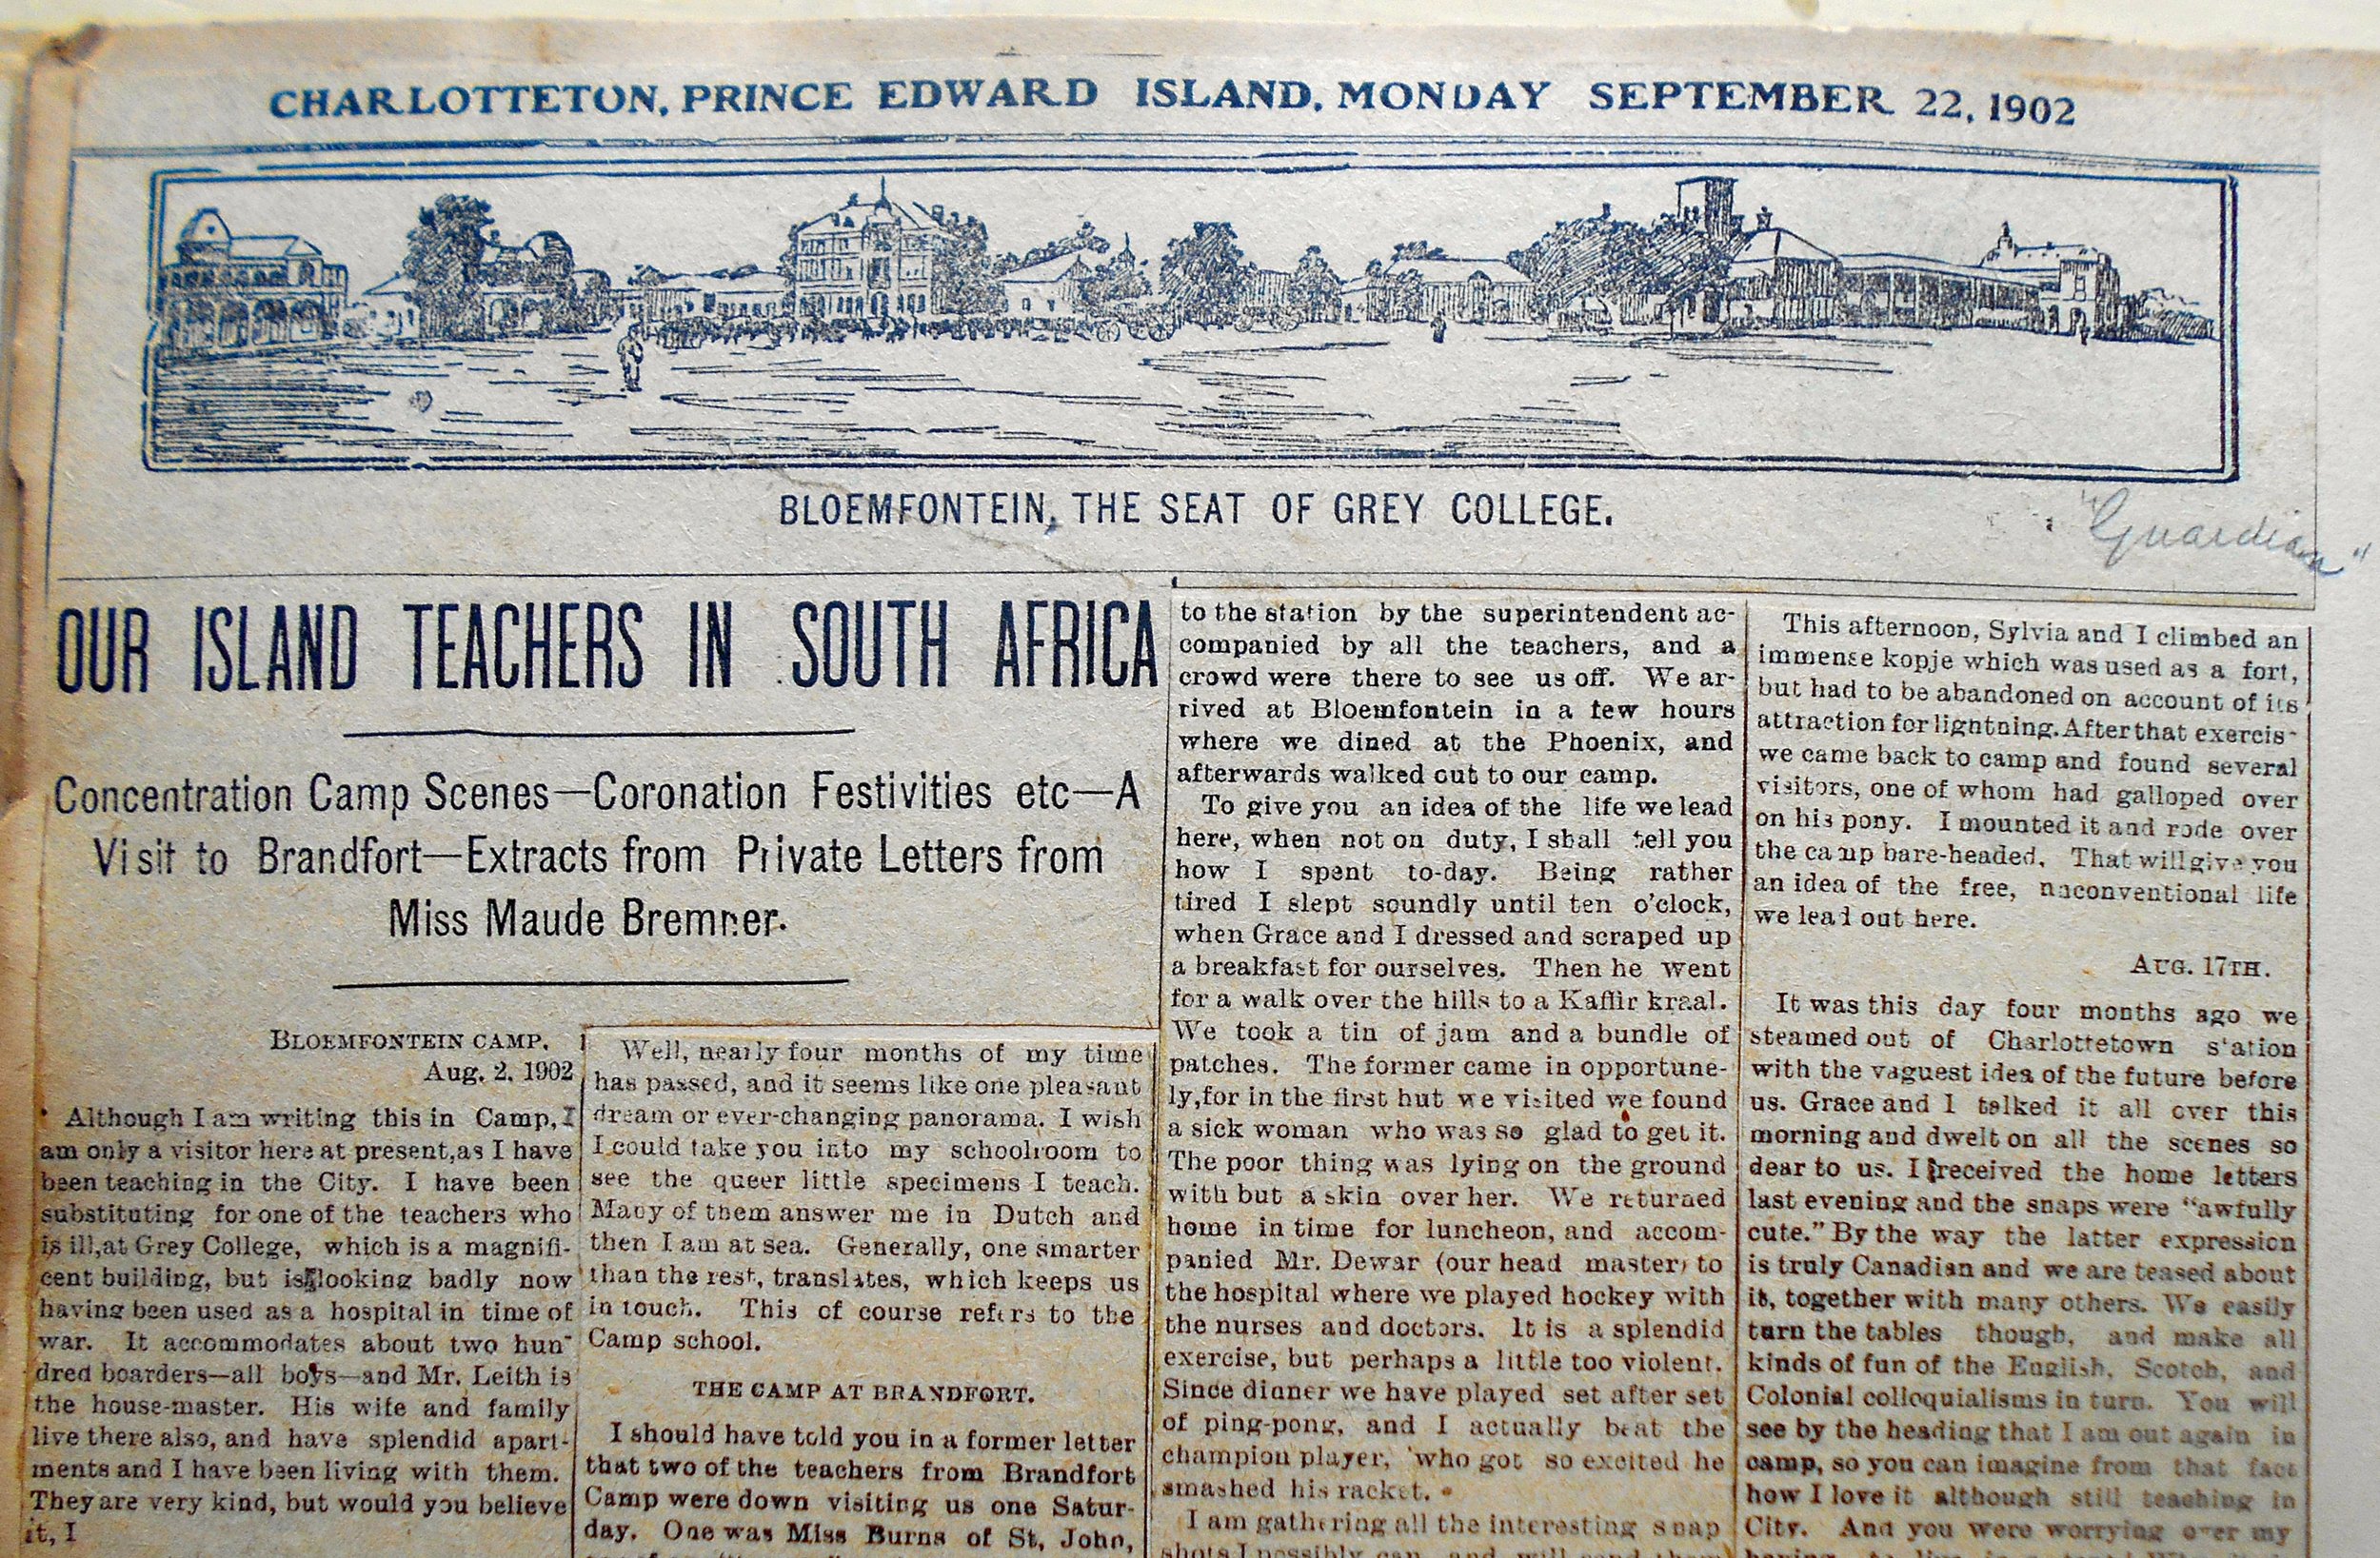 CHARLOTTETON, PRINCE EDWARD ISLAND, MONDAY SEPTEMBER 22, 1902
BLOEMFONTEIN, THE SEAT OF GREY COLLEGE.
"Guardian"
OUR ISLAND TEACHERS IN SOUTH AFRICA
Concentration Camp Scenes—Coronation Festivities etc—A
Visit to Brandfort—Extracts from Private Letters from
Miss Maude Bremner.
BLOEMFONTEIN CAMP.
Aug. 2, 1902
Although I am writing this in Camp, I
am only a visitor here at present, as I have
been teaching in the City. I have been
substituting for one of the teachers who
is ill, at Grey College, which is a magnifi-
cent building, but is looking badly now
having been used as a hospital in time of
war. It accommodates about two hun-
dred boarders—all boys—and Mr. Leith is
the house-master. His wife and family
live there also, and have splendid apart-
ments and I have been living with them.
They are very kind, but would you believe
it, I
Well, nearly four months of my time
has passed, and it seems like one pleasant
dream or ever-changing panorama. I wish
I could take you into my schoolroom to
see the queer little specimens I teach.
Many of them answer me in Dutch and
then I am at sea. Generally, one smarter
than the rest, translates, which keeps us
in touch. This of course refers to the
Camp school.
THE CAMP AT BRANDFORT.
I should have told you in a former letter
that two of the teachers from Brandfort
Camp were down visiting us one Satur-
day. One was Miss Burns of St, John,
to the station by the superintendent ac-
companied by all the teachers, and a
crowd were there to see us off. We ar-
rived at Bloemfontein in a few hours
where we dined at the Phoenix, and
afterwards walked out to our camp.
To give you an idea of the life we lead
here, when not on duty, I shall tell you
how I spent to-day. Being rather
tired I slept soundly until ten o'clock,
when Grace and I dressed and scraped up
a breakfast for ourselves. Then he went
for a walk over the hills to a Kaffir kraal.
We took a tin of jam and a bundle of
patches. The former came in opportune-
ly, for in the first hut we visited we found
a sick woman who was so glad to get it.
The poor thing was lying on the ground
with but a skin over her. We returned
home in time for luncheon, and accom-
panied Mr. Dewar (our head master) to
the hospital where we played hockey with
the nurses and doctors. It is a splendid
exercise, but perhaps a little too violent.
Since dinner we have played set after set
of ping-pong, and I actually beat the
champion player, 'who got so excited he
smashed his racket.
I am gathering all the interesting snap
shots I possibly can, and will send them
This afternoon, Sylvia and I climbed an
immense kopje which was used as a fort,
but had to be abandoned on account of its
attraction for lightning. After that exercis-
we came back to camp and found several
visitors, one of whom had galloped over
on his pony. I mounted it and rode over
the camp bare-headed. That will give you
an idea of the free, unconventional life
we lead out here.
AUG. 17TH.
It was this day four months ago we
steamed out of Charlottetown station
with the vaguest idea of the future before
us. Grace and I talked it all over this
morning and dwelt on all the scenes so
dear to us. I received the home letters
last evening and the snaps were "awfully
cute." By the way the latter expression
is truly Canadian and we are teased about
it, together with many others. We easily
turn the tables though, and make all
kinds of fun of the English, Scotch, and
Colonial colloquialisms in turn. You will
see by the heading that I am out again in
camp, so you can imagine from that fact
how I love it although still teaching in
City. And you were worrying over my